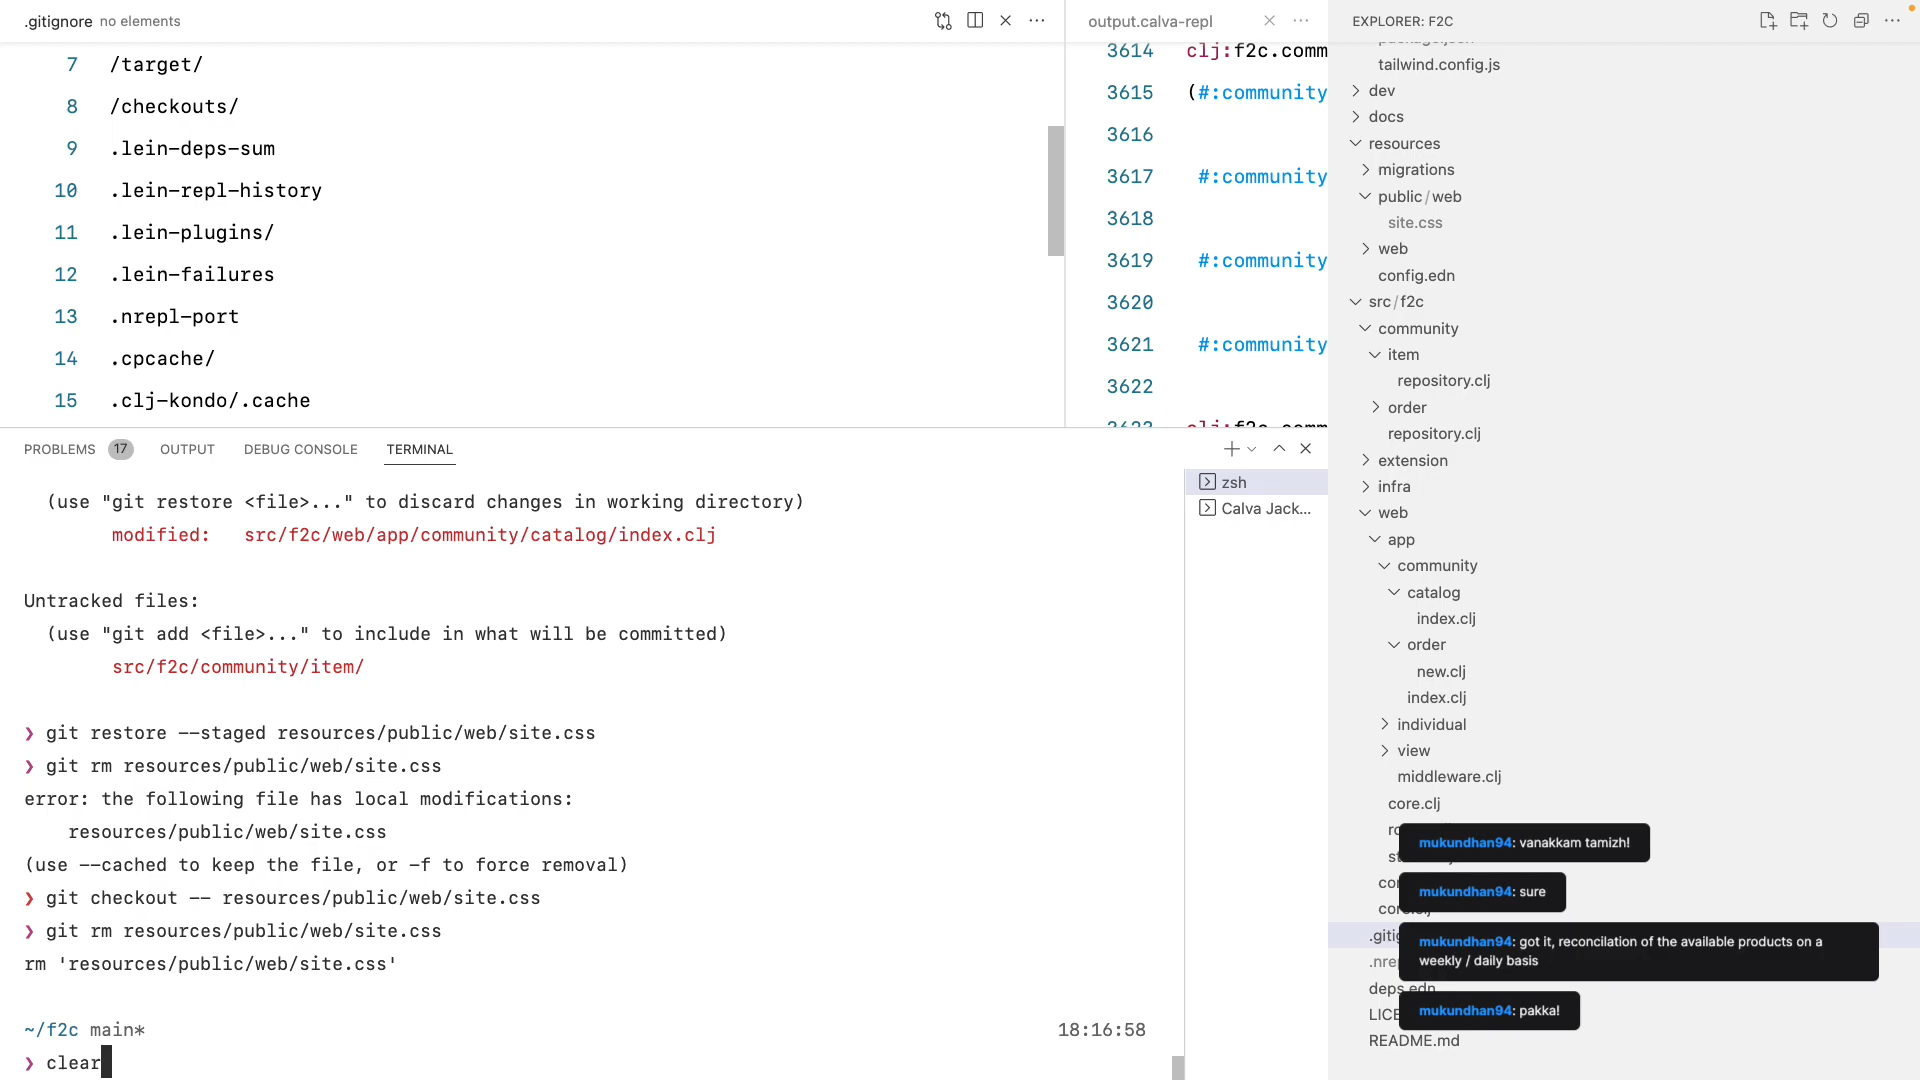 .gitignore no elements
7 /target/
8 /checkouts/
9 .lein-deps-sum
10 .lein-repl-history
11 .lein-plugins/
12 .lein-failures
13 .nrepl-port
14 .cpcache/
15 .clj-kondo/.cache
output.calva-repl
3614 clj:f2c.comm
3615 (#:community
3616
3617 #:community
3618
3619 #:community
3620
3621 #:community
3622
PROBLEMS 17 OUTPUT DEBUG CONSOLE TERMINAL
(use "git restore <file>..." to discard changes in working directory)
modified: src/f2c/web/app/community/catalog/index.clj
Untracked files:
(use "git add <file>..." to include in what will be committed)
src/f2c/community/item/
❯ git restore --staged resources/public/web/site.css
❯ git rm resources/public/web/site.css
error: the following file has local modifications:
resources/public/web/site.css
(use --cached to keep the file, or -f to force removal)
❯ git checkout -- resources/public/web/site.css
❯ git rm resources/public/web/site.css
rm 'resources/public/web/site.css'
~/f2c main* 18:16:58
❯ clear
zsh
Calva Jack...
EXPLORER: F2C
tailwind.config.js
dev
docs
resources
migrations
public/web
site.css
web
config.edn
src/f2c
community
item
repository.clj
order
repository.clj
extension
infra
web
app
community
catalog
index.clj
order
new.clj
index.clj
individual
view
middleware.clj
core.clj
mukundhan94: vanakkam tamizh!
mukundhan94: sure
.gitig
mukundhan94: got it, reconcilation of the available products on a
weekly / daily basis
.nre
deps.edn
mukundhan94: pakka!
LICE
README.md